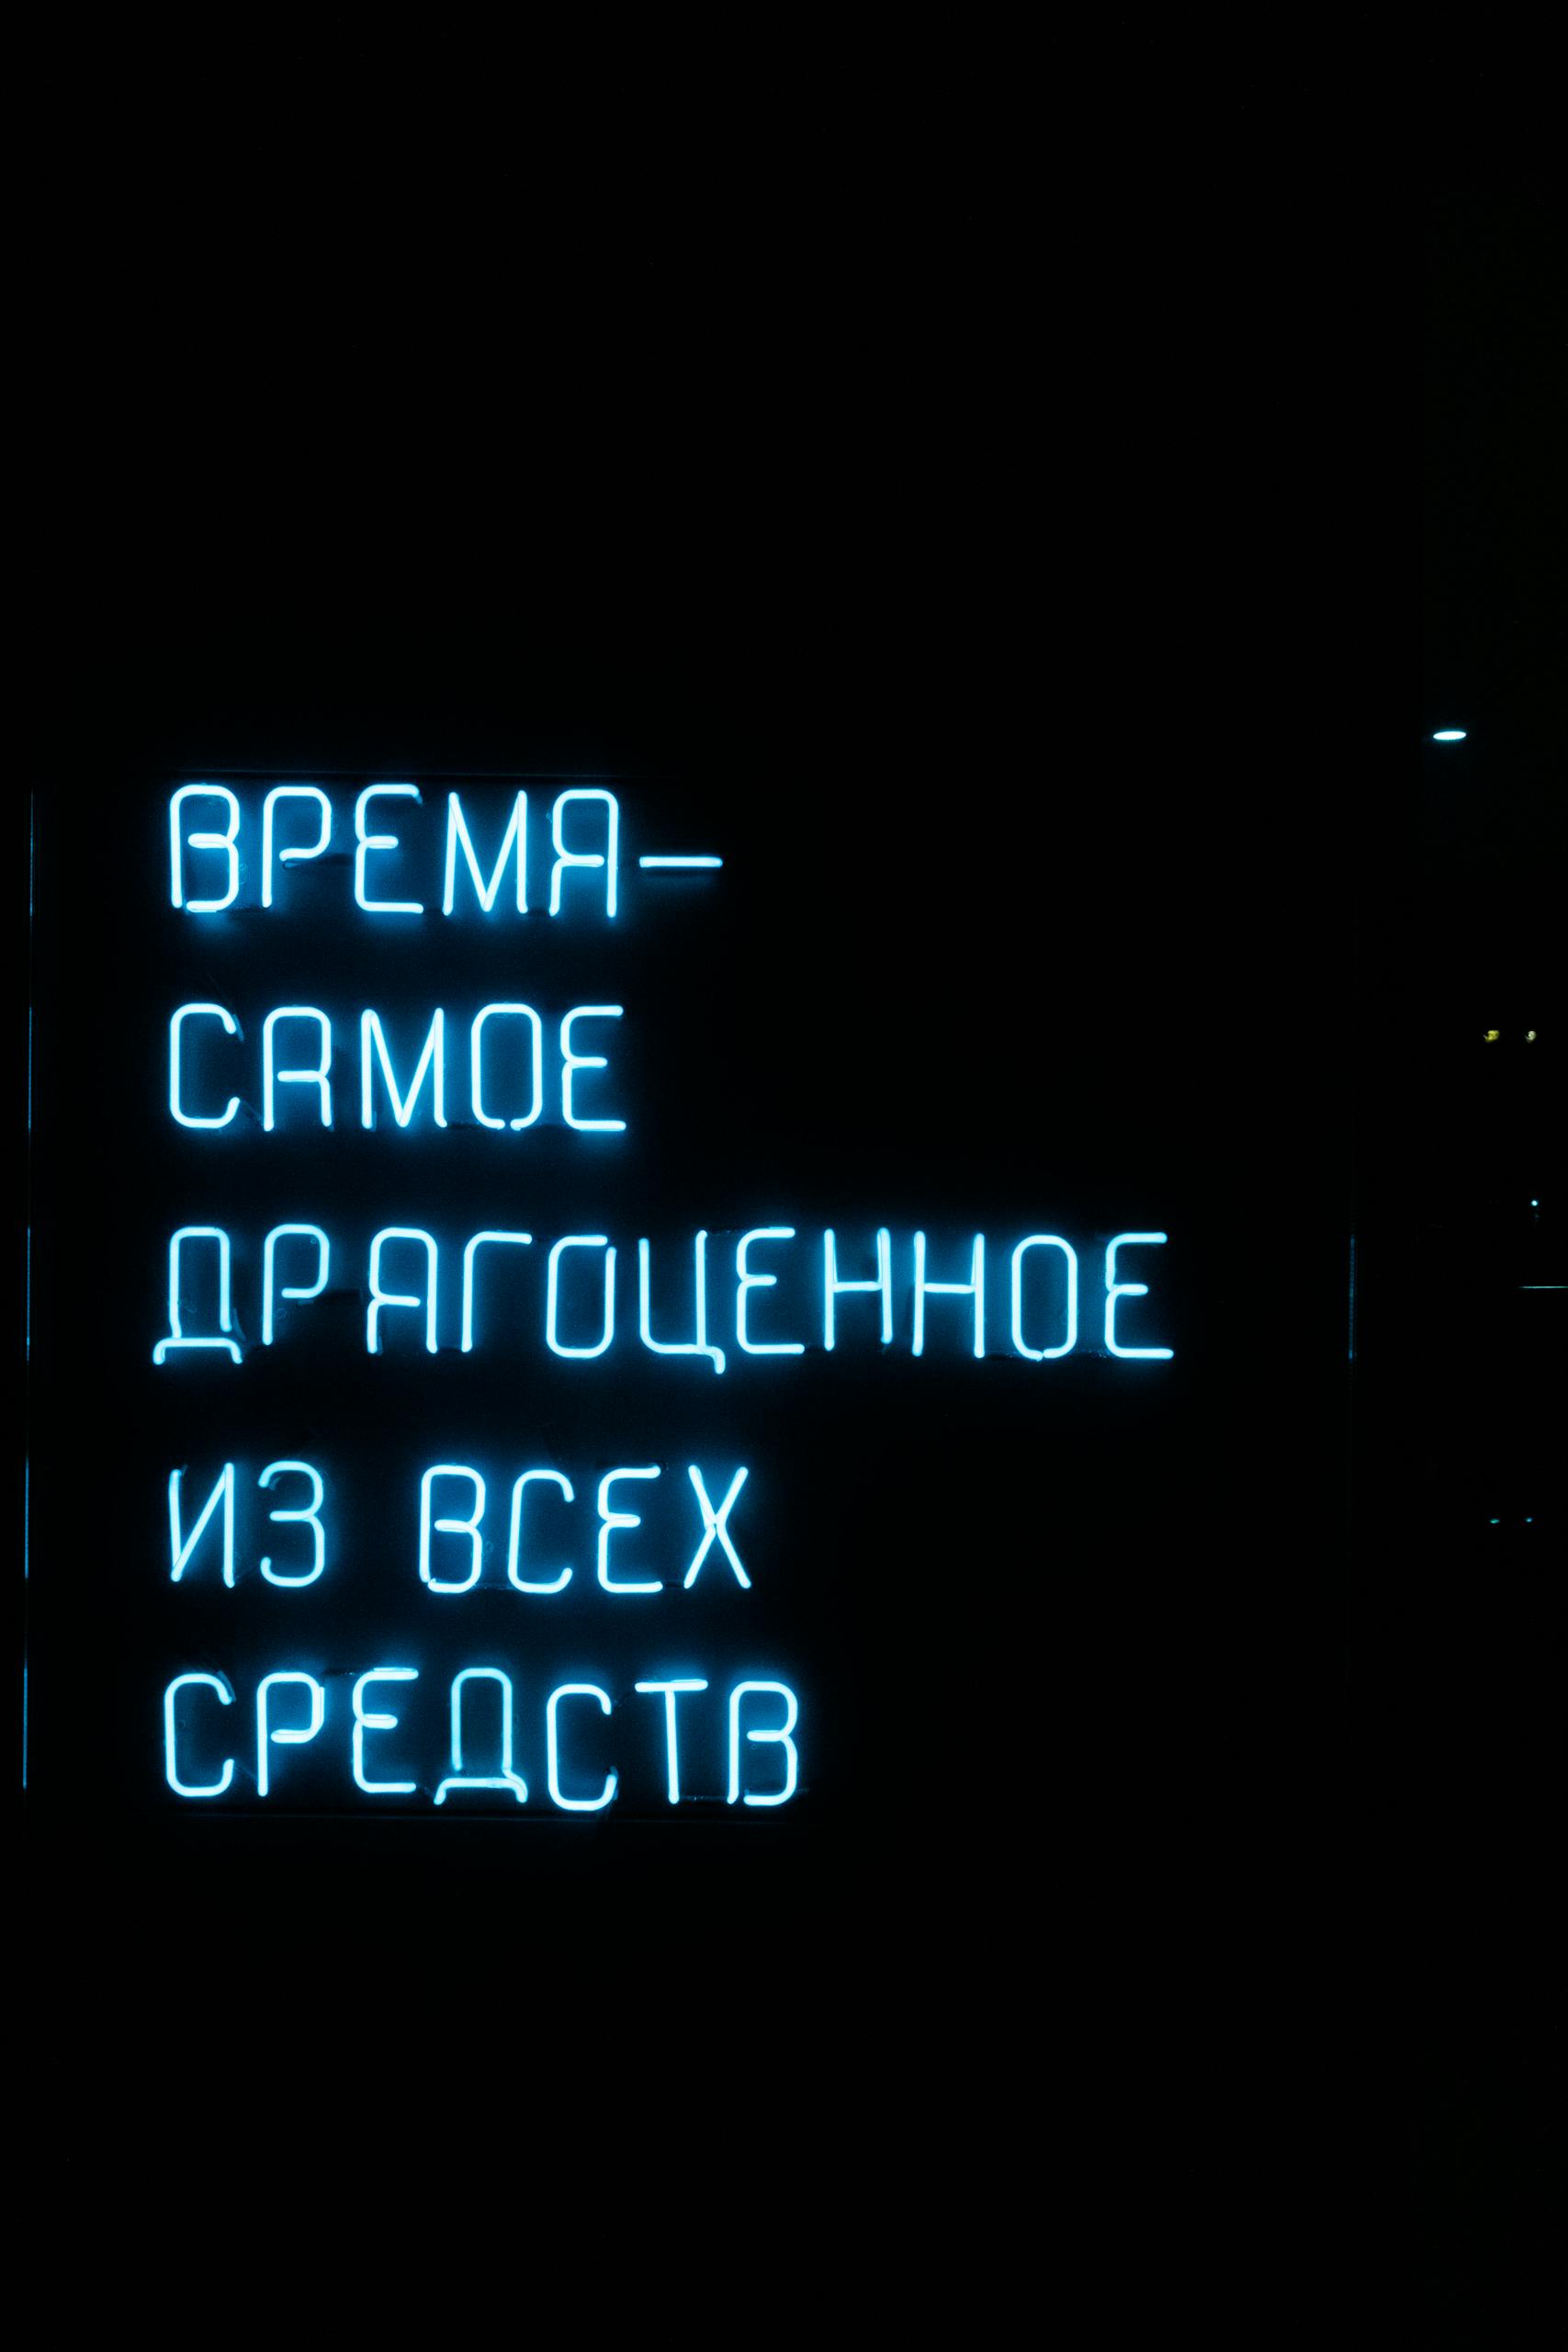 ВРЕМЯ—
САМОЕ
ДРАГОЦЕННОЕ
ИЗ ВСЕХ
СРЕДСТВ